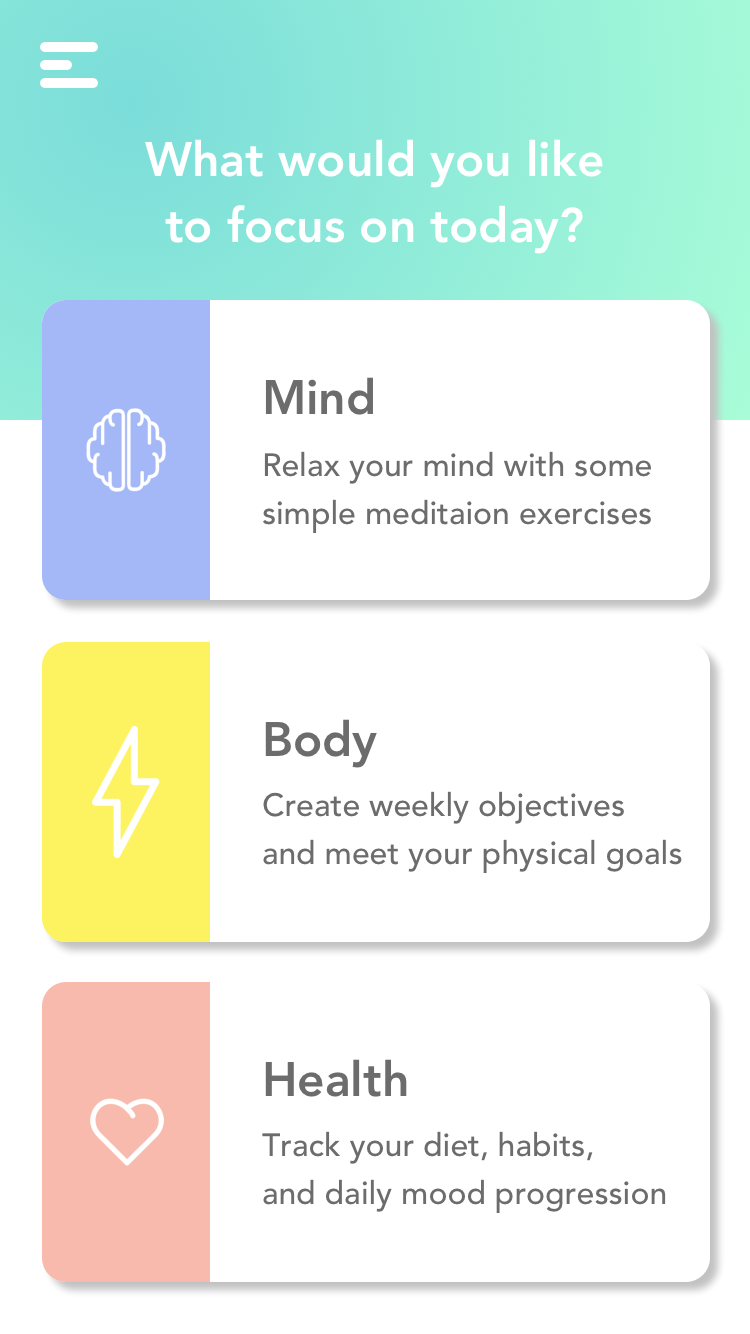 What would you like
to focus on today?
Mind
Relax your mind with some
simple meditaion exercises
Body
Create weekly objectives
and meet your physical goals
Health
Track your diet, habits,
and daily mood progression